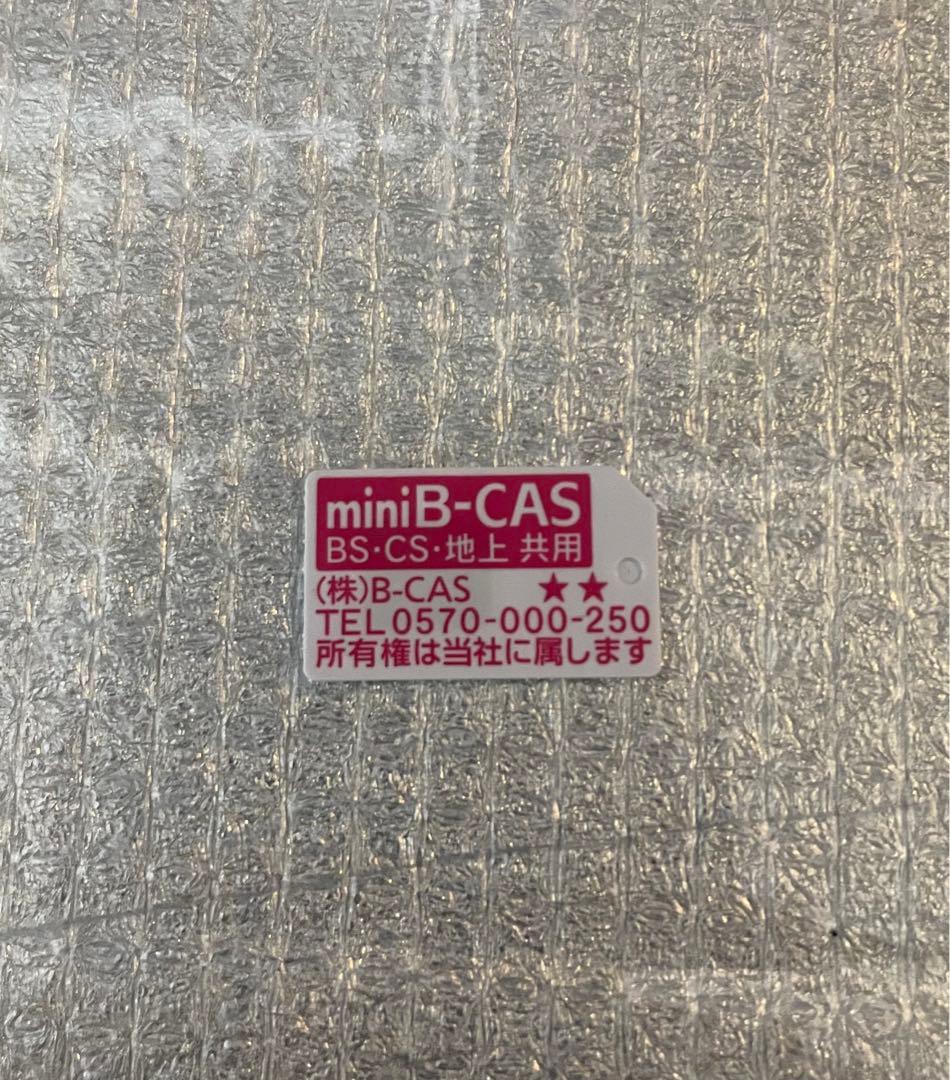 miniB-CAS
BS・CS・地上 共用
(株)B-CAS ★★
TEL 0570-000-250
所有権は当社に属します